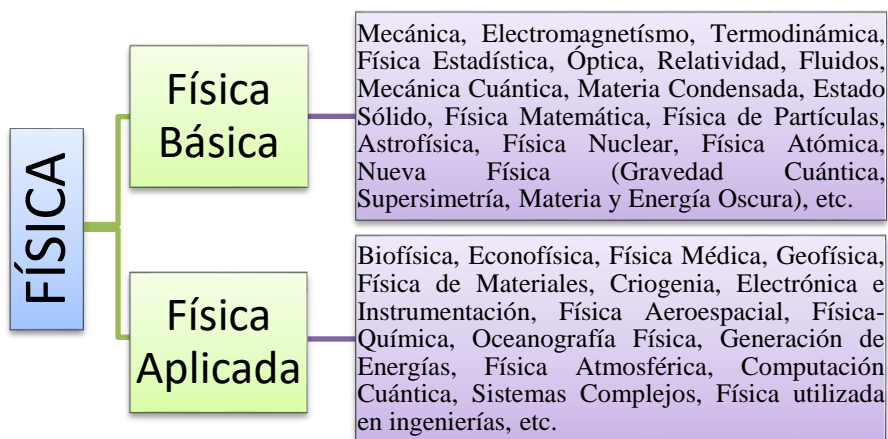 FÍSICA
Física
Básica
Mecánica, Electromagnetísmo, Termodinámica,
Física Estadística, Óptica, Relatividad, Fluidos,
Mecánica Cuántica, Materia Condensada, Estado
Sólido, Física Matemática, Física de Partículas,
Astrofísica, Física Nuclear, Física Atómica,
Nueva Física (Gravedad Cuántica,
Supersimetría, Materia y Energía Oscura), etc.
Física
Aplicada
Biofísica, Econofísica, Física Médica, Geofísica,
Física de Materiales, Criogenia, Electrónica e
Instrumentación, Física Aeroespacial, Física-
Química, Oceanografía Física, Generación de
Energías, Física Atmosférica, Computación
Cuántica, Sistemas Complejos, Física utilizada
en ingenierías, etc.